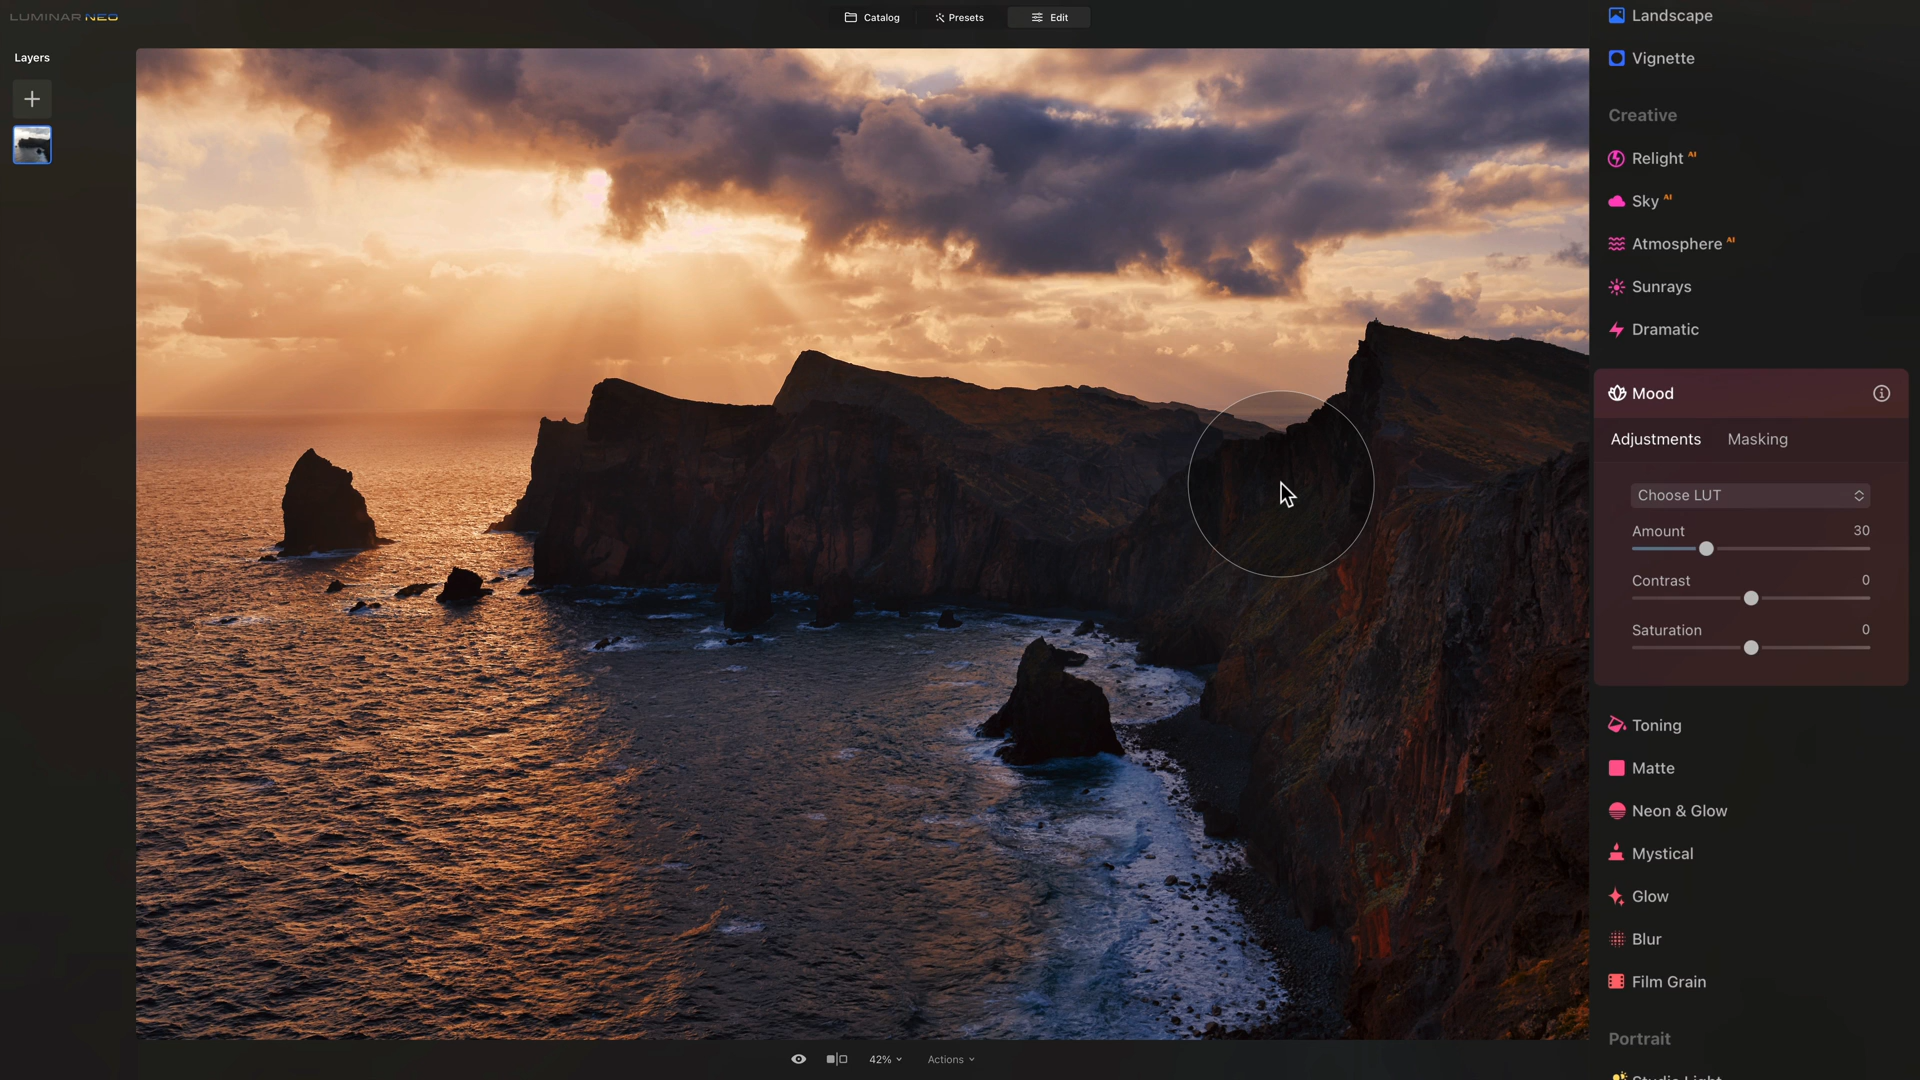 LUMINAR NEO
Catalog
Presets
Edit
Layers
Landscape
Vignette
Creative
Relight AI
Sky AI
Atmosphere AI
Sunrays
Dramatic
Mood
Adjustments Masking
Choose LUT
Amount 30
Contrast 0
Saturation 0
Toning
Matte
Neon & Glow
Mystical
Glow
Blur
Film Grain
Portrait
Studio Light
42%
Actions